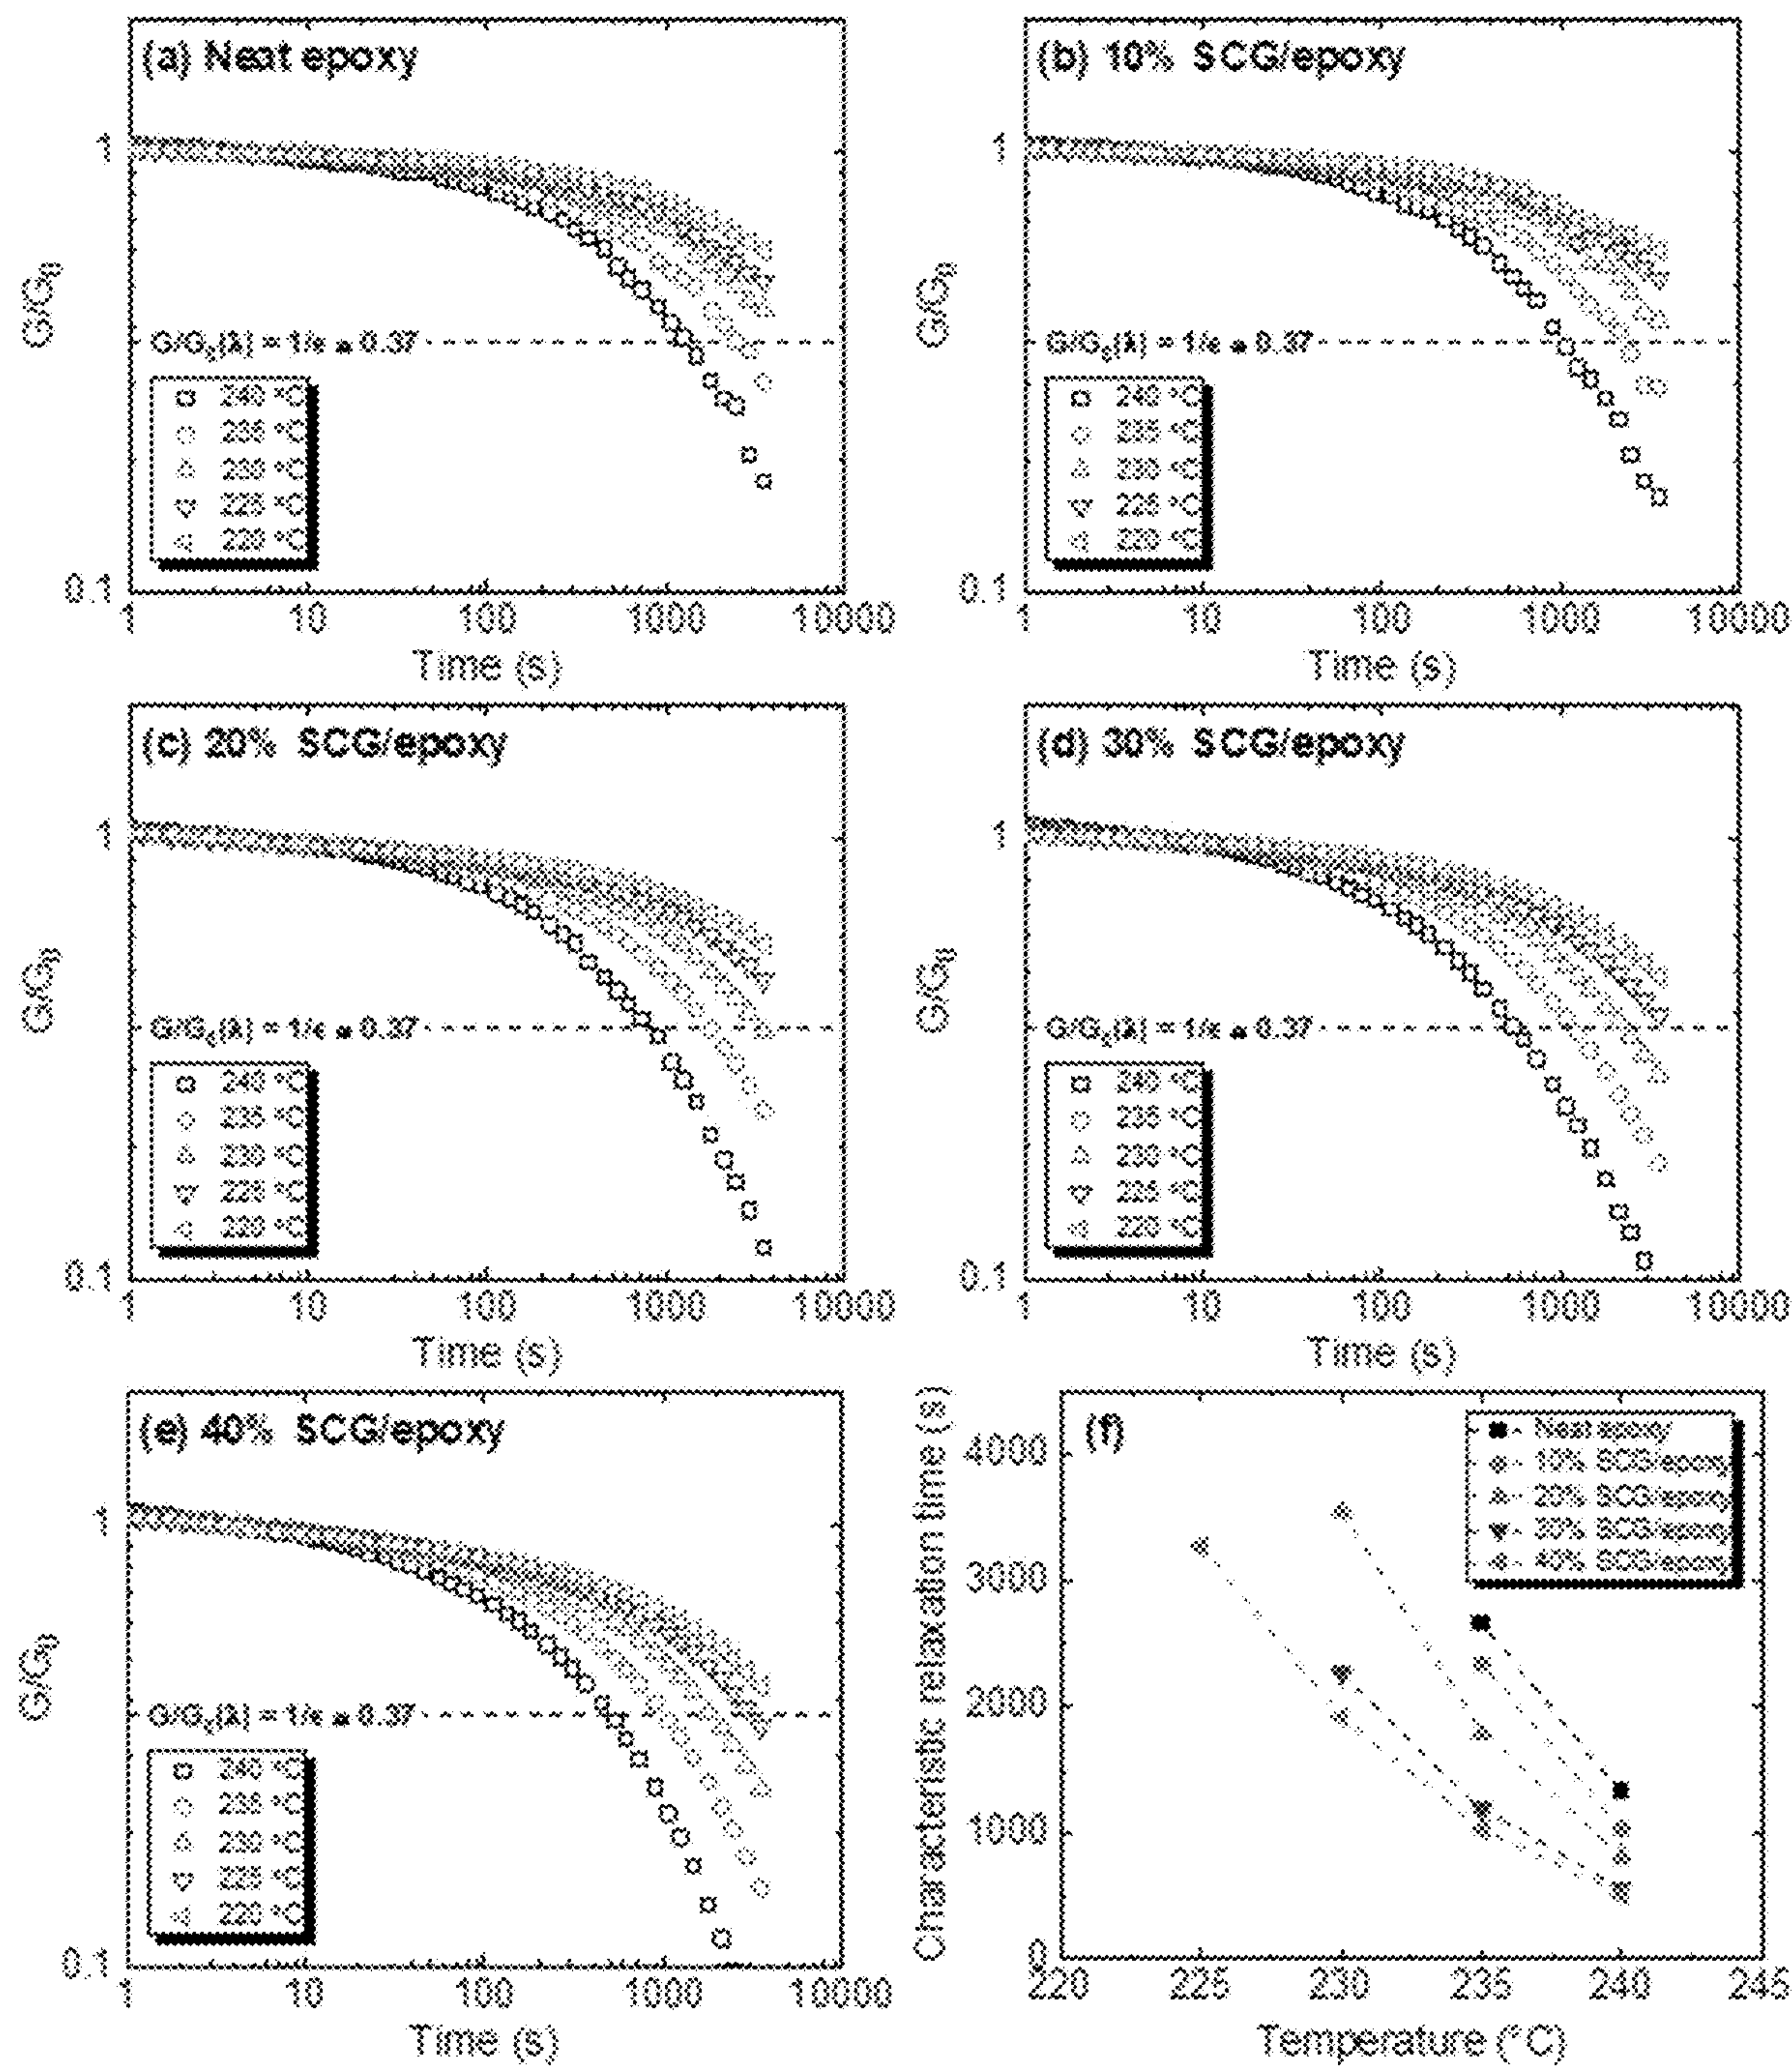 (a) Neat epoxy
1
G/G₀
G/G₀(λ) = 1/e ≅ 0.37
240 °C
235 °C
230 °C
225 °C
220 °C
0.1
1 10 100 1000 10000
Time (s)
(b) 10% SCG/epoxy
1
G/G₀
G/G₀(λ) = 1/e ≅ 0.37
240 °C
235 °C
230 °C
225 °C
220 °C
0.1
1 10 100 1000 10000
Time (s)
(c) 20% SCG/epoxy
1
G/G₀
G/G₀(λ) = 1/e ≅ 0.37
240 °C
235 °C
230 °C
225 °C
220 °C
0.1
1 10 100 1000 10000
Time (s)
(d) 30% SCG/epoxy
1
G/G₀
G/G₀(λ) = 1/e ≅ 0.37
240 °C
235 °C
230 °C
225 °C
220 °C
0.1
1 10 100 1000 10000
Time (s)
(e) 40% SCG/epoxy
1
G/G₀
G/G₀(λ) = 1/e ≅ 0.37
240 °C
235 °C
230 °C
225 °C
220 °C
0.1
1 10 100 1000 10000
Time (s)
(f)
Neat epoxy
10% SCG/epoxy
20% SCG/epoxy
30% SCG/epoxy
40% SCG/epoxy
Characteristic relaxation time (s)
4000
3000
2000
1000
0
220 225 230 235 240 245
Temperature (°C)